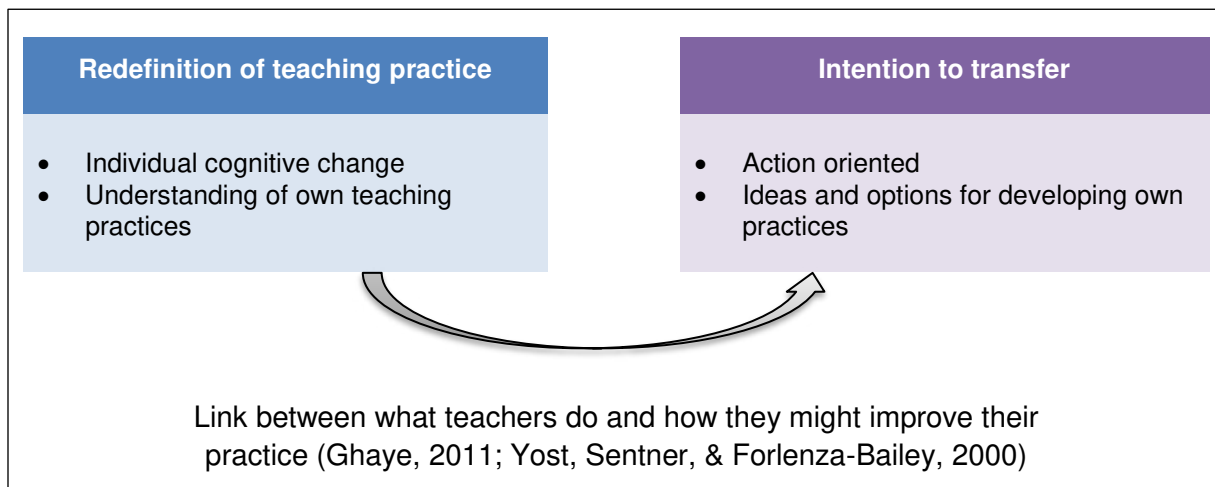 Redefinition of teaching practice
• Individual cognitive change
• Understanding of own teaching
practices
Intention to transfer
• Action oriented
• Ideas and options for developing own
practices
Link between what teachers do and how they might improve their
practice (Ghaye, 2011; Yost, Sentner, & Forlenza-Bailey, 2000)